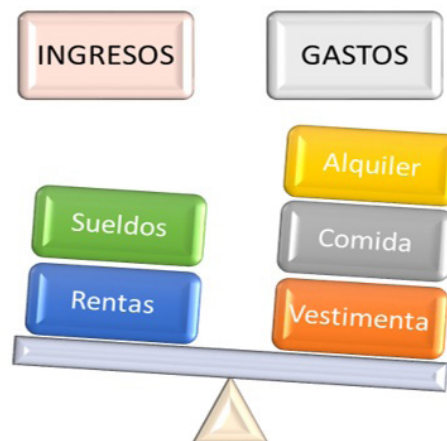 INGRESOS
GASTOS
Alquiler
Sueldos
Comida
Rentas
Vestimenta